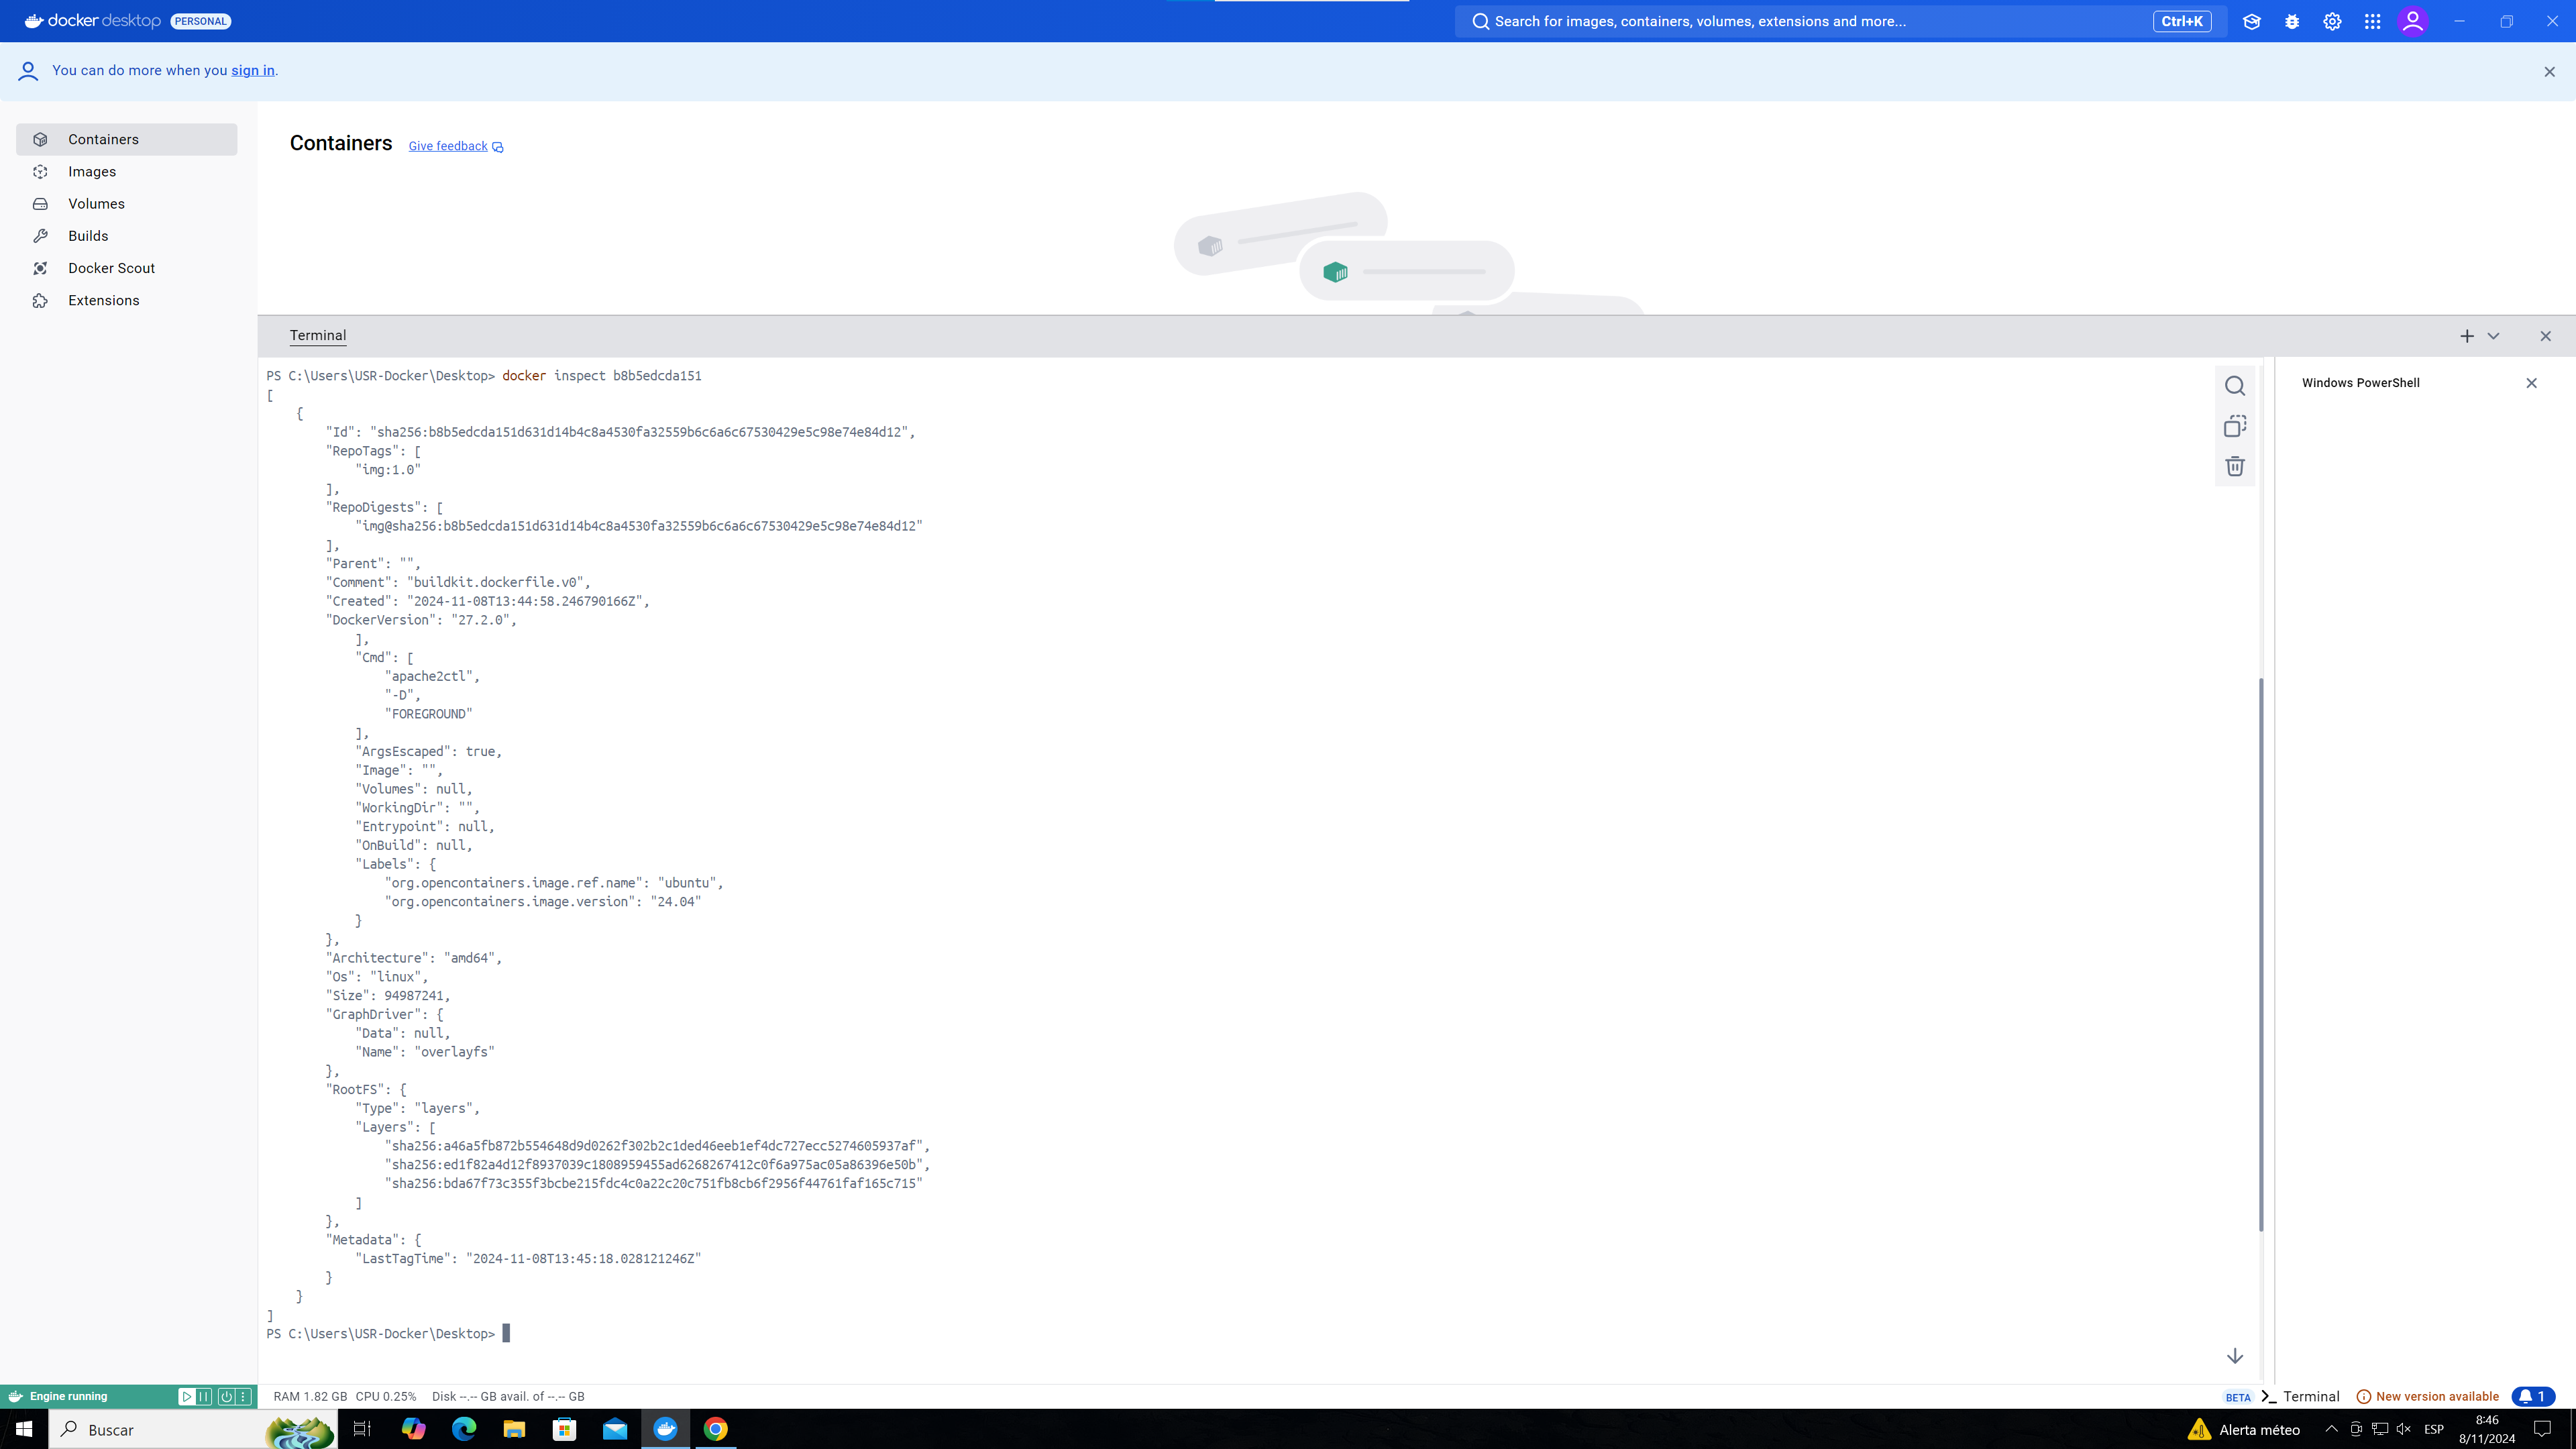 docker desktop PERSONAL
Search for images, containers, volumes, extensions and more... Ctrl+K
You can do more when you sign in.
Containers
Images
Volumes
Builds
Docker Scout
Extensions
Containers Give feedback
Terminal
Windows PowerShell
PS C:\Users\USR-Docker\Desktop> docker inspect b8b5edcda151
[
    {
        "Id": "sha256:b8b5edcda151d631d14b4c8a4530fa32559b6c6a6c67530429e5c98e74e84d12",
        "RepoTags": [
            "img:1.0"
        ],
        "RepoDigests": [
            "img@sha256:b8b5edcda151d631d14b4c8a4530fa32559b6c6a6c67530429e5c98e74e84d12"
        ],
        "Parent": "",
        "Comment": "buildkit.dockerfile.v0",
        "Created": "2024-11-08T13:44:58.246790166Z",
        "DockerVersion": "27.2.0",
            ],
            "Cmd": [
                "apache2ctl",
                "-D",
                "FOREGROUND"
            ],
            "ArgsEscaped": true,
            "Image": "",
            "Volumes": null,
            "WorkingDir": "",
            "Entrypoint": null,
            "OnBuild": null,
            "Labels": {
                "org.opencontainers.image.ref.name": "ubuntu",
                "org.opencontainers.image.version": "24.04"
            }
        },
        "Architecture": "amd64",
        "Os": "linux",
        "Size": 94987241,
        "GraphDriver": {
            "Data": null,
            "Name": "overlayfs"
        },
        "RootFS": {
            "Type": "layers",
            "Layers": [
                "sha256:a46a5fb872b554648d9d0262f302b2c1ded46eeb1ef4dc727ecc5274605937af",
                "sha256:ed1f82a4d12f8937039c1808959455ad6268267412c0f6a975ac05a86396e50b",
                "sha256:bda67f73c355f3bcbe215fdc4c0a22c20c751fb8cb6f2956f44761faf165c715"
            ]
        },
        "Metadata": {
            "LastTagTime": "2024-11-08T13:45:18.028121246Z"
        }
    }
]
PS C:\Users\USR-Docker\Desktop>
Engine running
RAM 1.82 GB CPU 0.25% Disk --.-- GB avail. of --.-- GB
BETA Terminal New version available 1
Buscar
Alerta méteo
ESP
8:46
8/11/2024